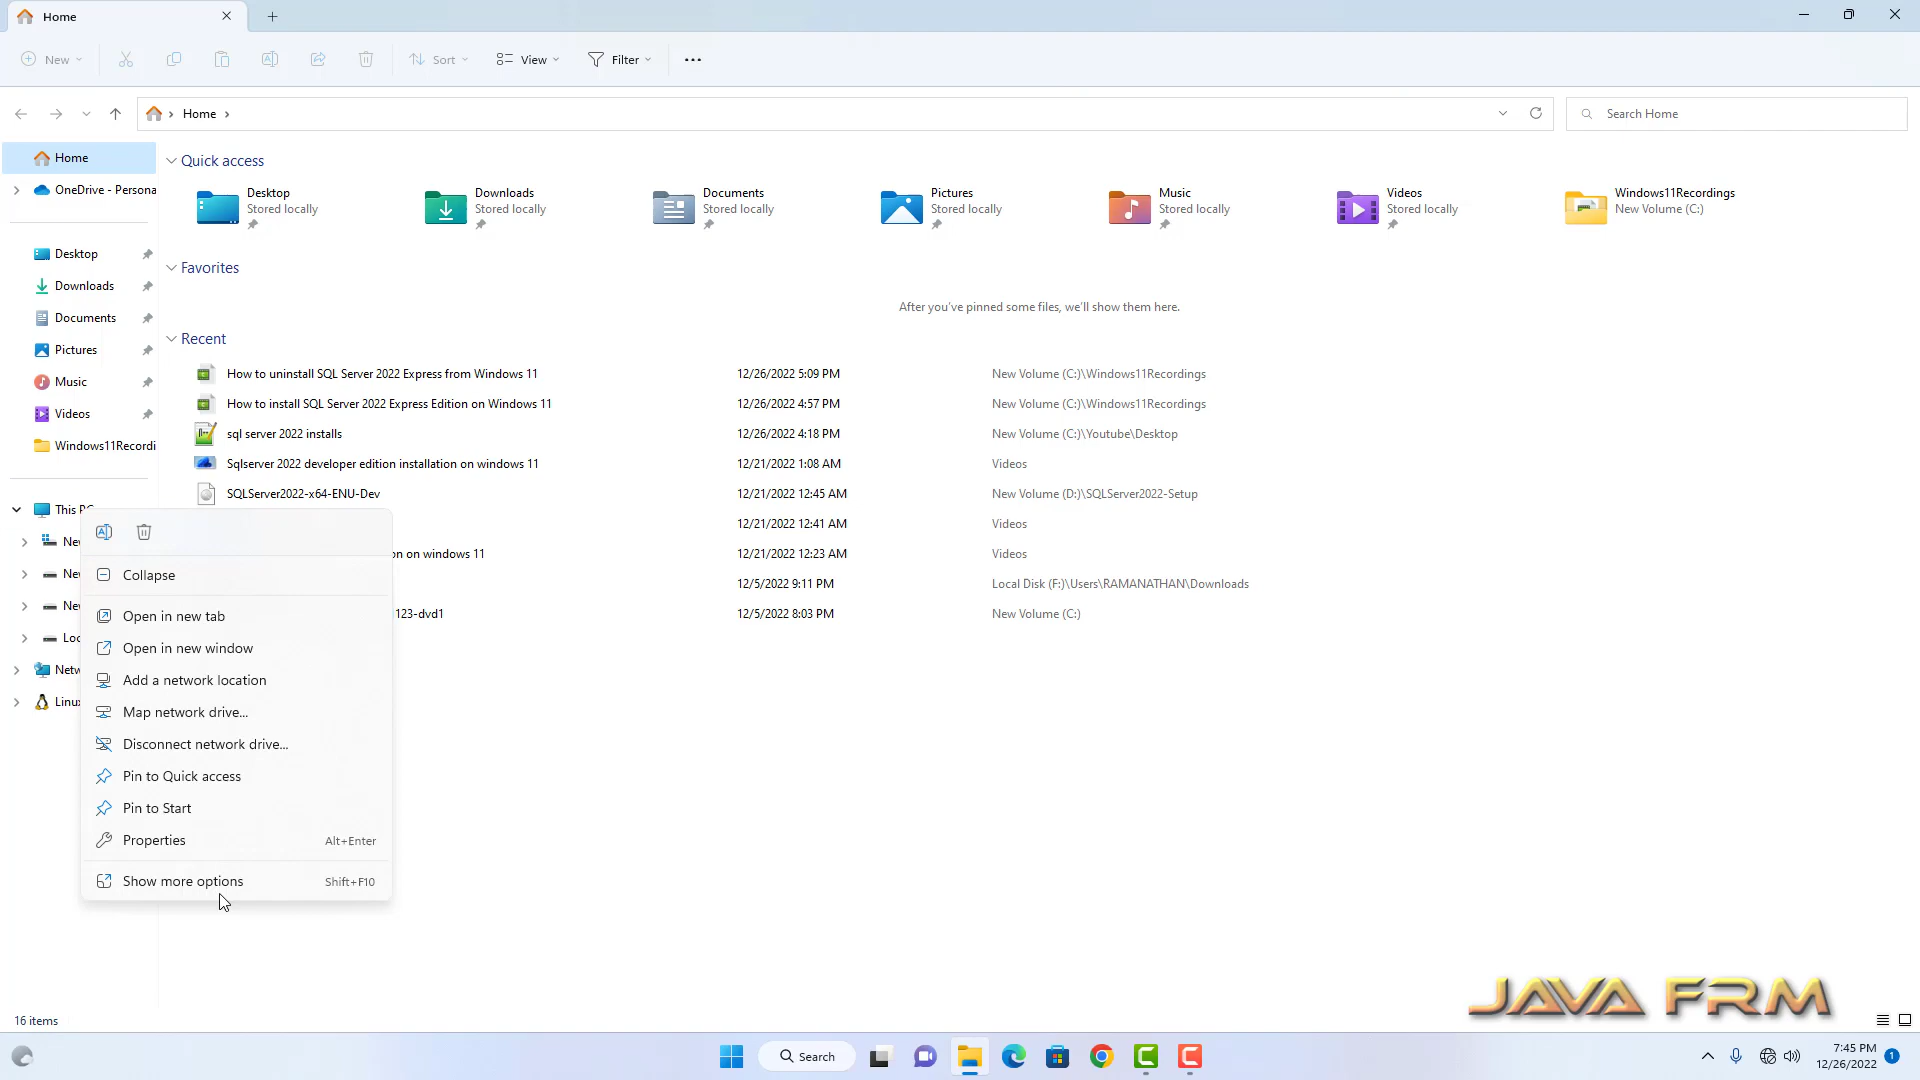 Home
New
Sort
View
Filter
Home
Search Home
Home
OneDrive - Persona
Desktop
Downloads
Documents
Pictures
Music
Videos
Windows11Recordi
This PC
Quick access
Desktop
Stored locally
Downloads
Stored locally
Documents
Stored locally
Pictures
Stored locally
Music
Stored locally
Videos
Stored locally
Windows11Recordings
New Volume (C:)
Favorites
After you've pinned some files, we'll show them here.
Recent
How to uninstall SQL Server 2022 Express from Windows 11 12/26/2022 5:09 PM New Volume (C:)\Windows11Recordings
How to install SQL Server 2022 Express Edition on Windows 11 12/26/2022 4:57 PM New Volume (C:)\Windows11Recordings
sql server 2022 installs 12/26/2022 4:18 PM New Volume (C:)\Youtube\Desktop
Sqlserver 2022 developer edition installation on windows 11 12/21/2022 1:08 AM Videos
SQLServer2022-x64-ENU-Dev 12/21/2022 12:45 AM New Volume (D:)\SQLServer2022-Setup
12/21/2022 12:41 AM Videos
on on windows 11 12/21/2022 12:23 AM Videos
12/5/2022 9:11 PM Local Disk (F:)\Users\RAMANATHAN\Downloads
123-dvd1 12/5/2022 8:03 PM New Volume (C:)
Nev
Nev
Nev
Loc
Netw
Linux
Collapse
Open in new tab
Open in new window
Add a network location
Map network drive...
Disconnect network drive...
Pin to Quick access
Pin to Start
Properties Alt+Enter
Show more options Shift+F10
JAVA FRM
16 items
Search
7:45 PM
12/26/2022
1